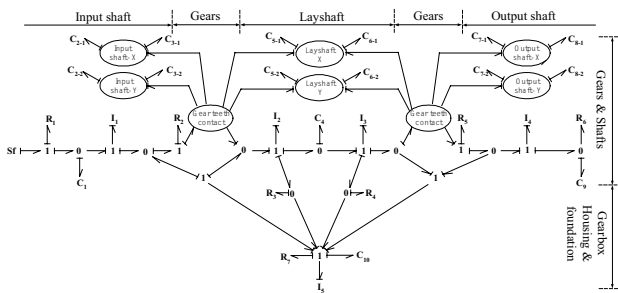 Input shaft Gears Layshaft Gears Output shaft
C2-1 C3-1 C5-1 C6-1 C7-1 C8-1
Input shaft-X Layshaft X Output shaft-X
C2-2 C3-2 C5-2 C6-2 C7-2 C8-2
Input shaft-Y Layshaft Y Output shaft-Y
Gear teeth contact Gear teeth contact
R1 I1 R2 I2 C4 I3 R5 I4 R6
Sf 1 0 1 0 1 0 1 0 1 0 1 0 1 0
C1 1 1 C9
R3 0 0 R4
R7 1 C10
I5
Gears & Shafts
Gearbox Housing & foundation